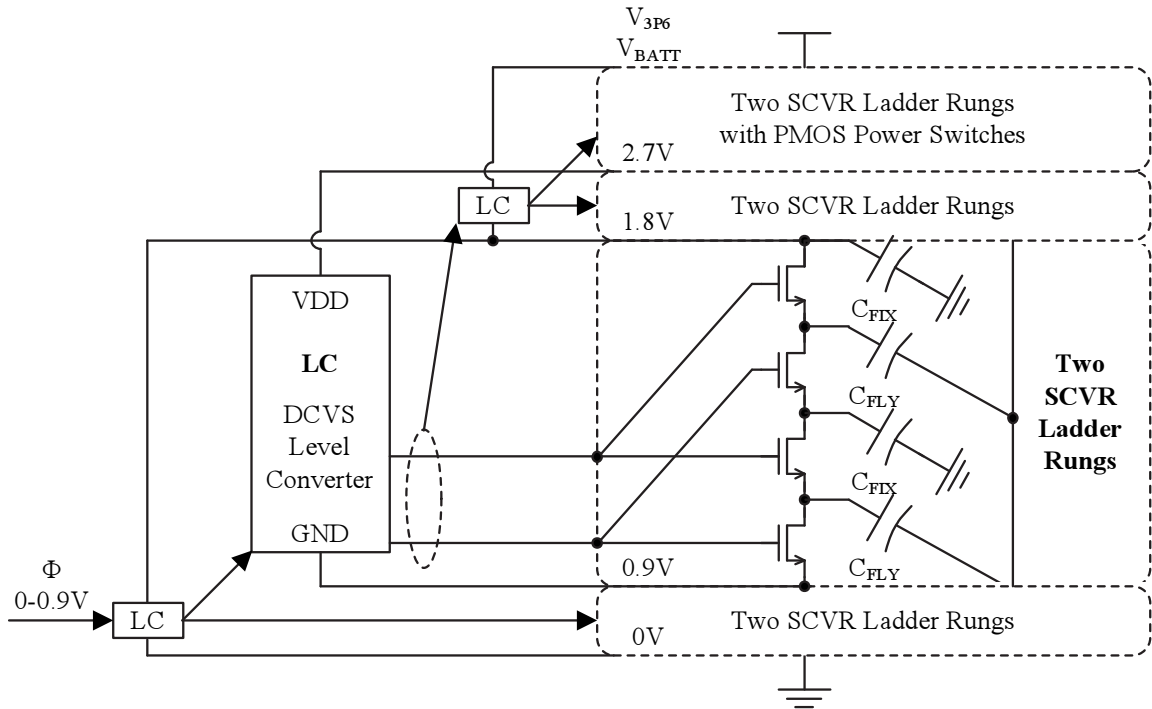 V3P6
VBATT
Two SCVR Ladder Rungs
with PMOS Power Switches
2.7V
LC
Two SCVR Ladder Rungs
1.8V
VDD
LC
DCVS
Level
Converter
GND
CFIX
CFLY
CFIX
CFLY
Two
SCVR
Ladder
Rungs
0.9V
Φ
0-0.9V
LC
Two SCVR Ladder Rungs
0V